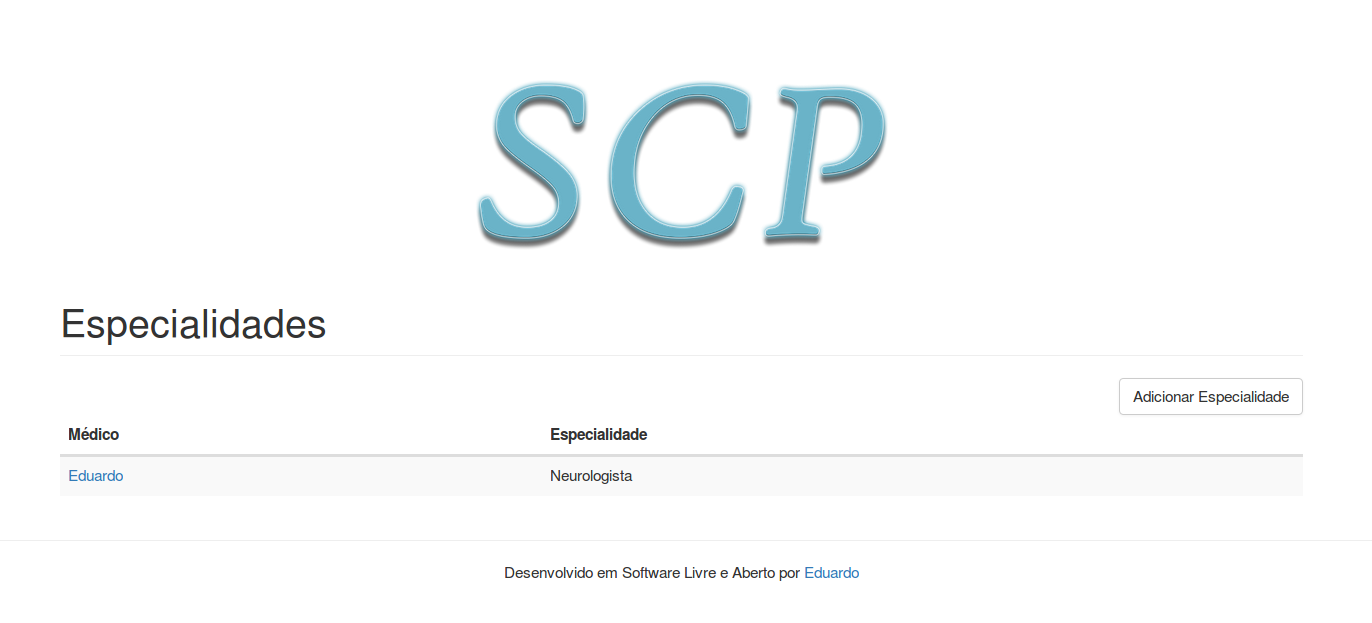 SCP
Especialidades
Adicionar Especialidade
Médico Especialidade
Eduardo Neurologista
Desenvolvido em Software Livre e Aberto por Eduardo